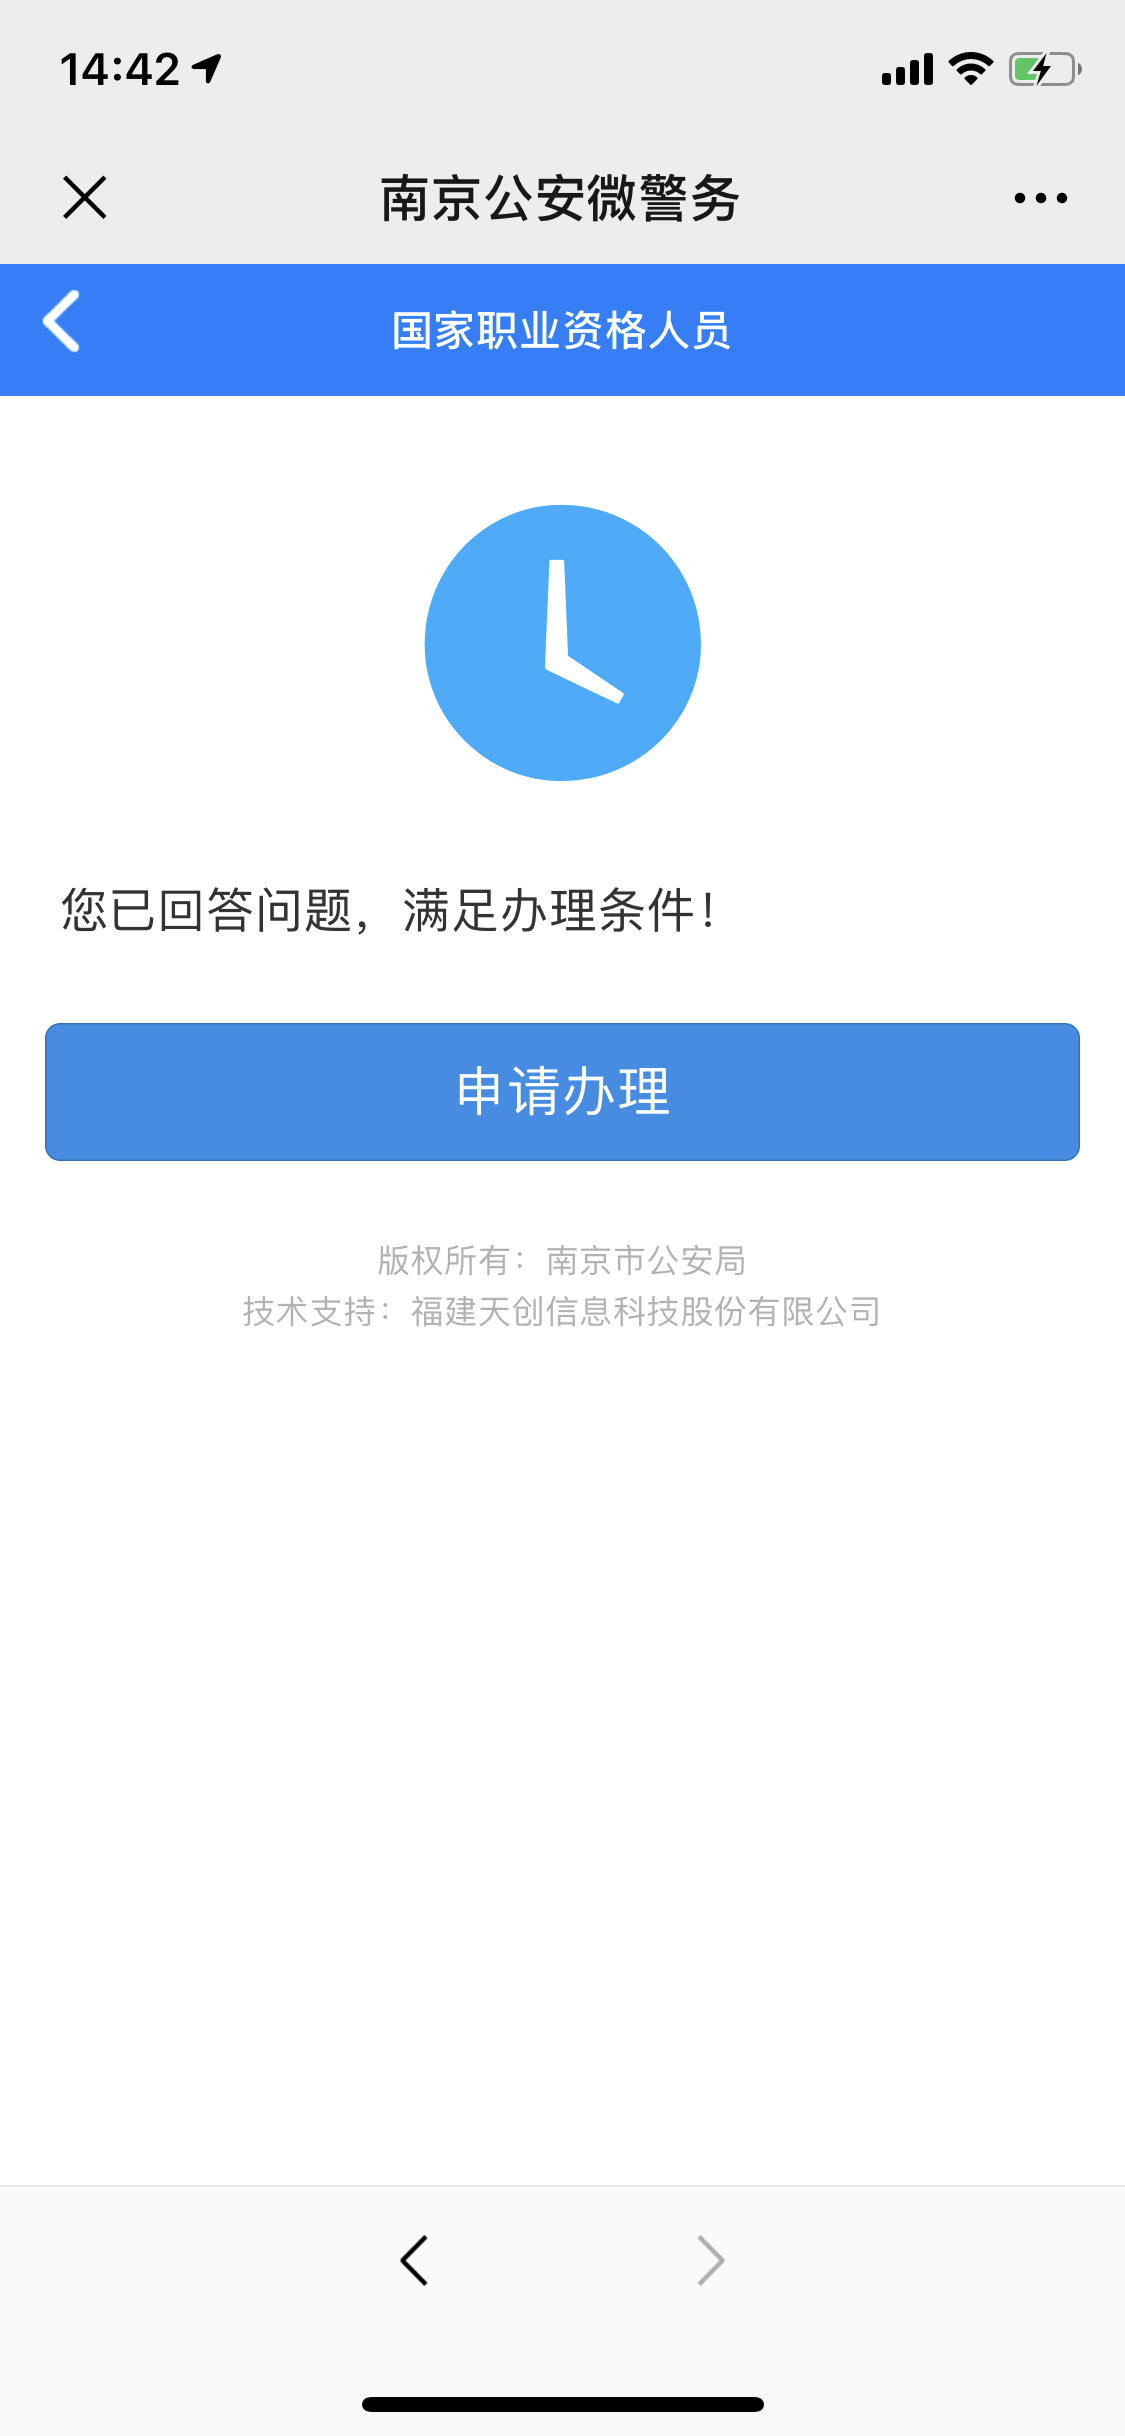 14:42
南京公安微警务
国家职业资格人员
您已回答问题，满足办理条件！
申请办理
版权所有：南京市公安局
技术支持：福建天创信息科技股份有限公司